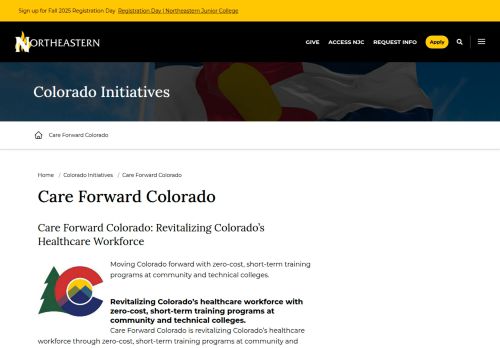 Sign up for Fall 2025 Registration Day Registration Day | Northeastern Junior College
NORTHEASTERN
GIVE ACCESS NJC REQUEST INFO Apply
Colorado Initiatives
Care Forward Colorado
Home / Colorado Initiatives / Care Forward Colorado
Care Forward Colorado
Care Forward Colorado: Revitalizing Colorado’s
Healthcare Workforce
Moving Colorado forward with zero-cost, short-term training
programs at community and technical colleges.
Revitalizing Colorado’s healthcare workforce with
zero-cost, short-term training programs at
community and technical colleges.
Care Forward Colorado is revitalizing Colorado’s healthcare
workforce through zero-cost, short-term training programs at community and